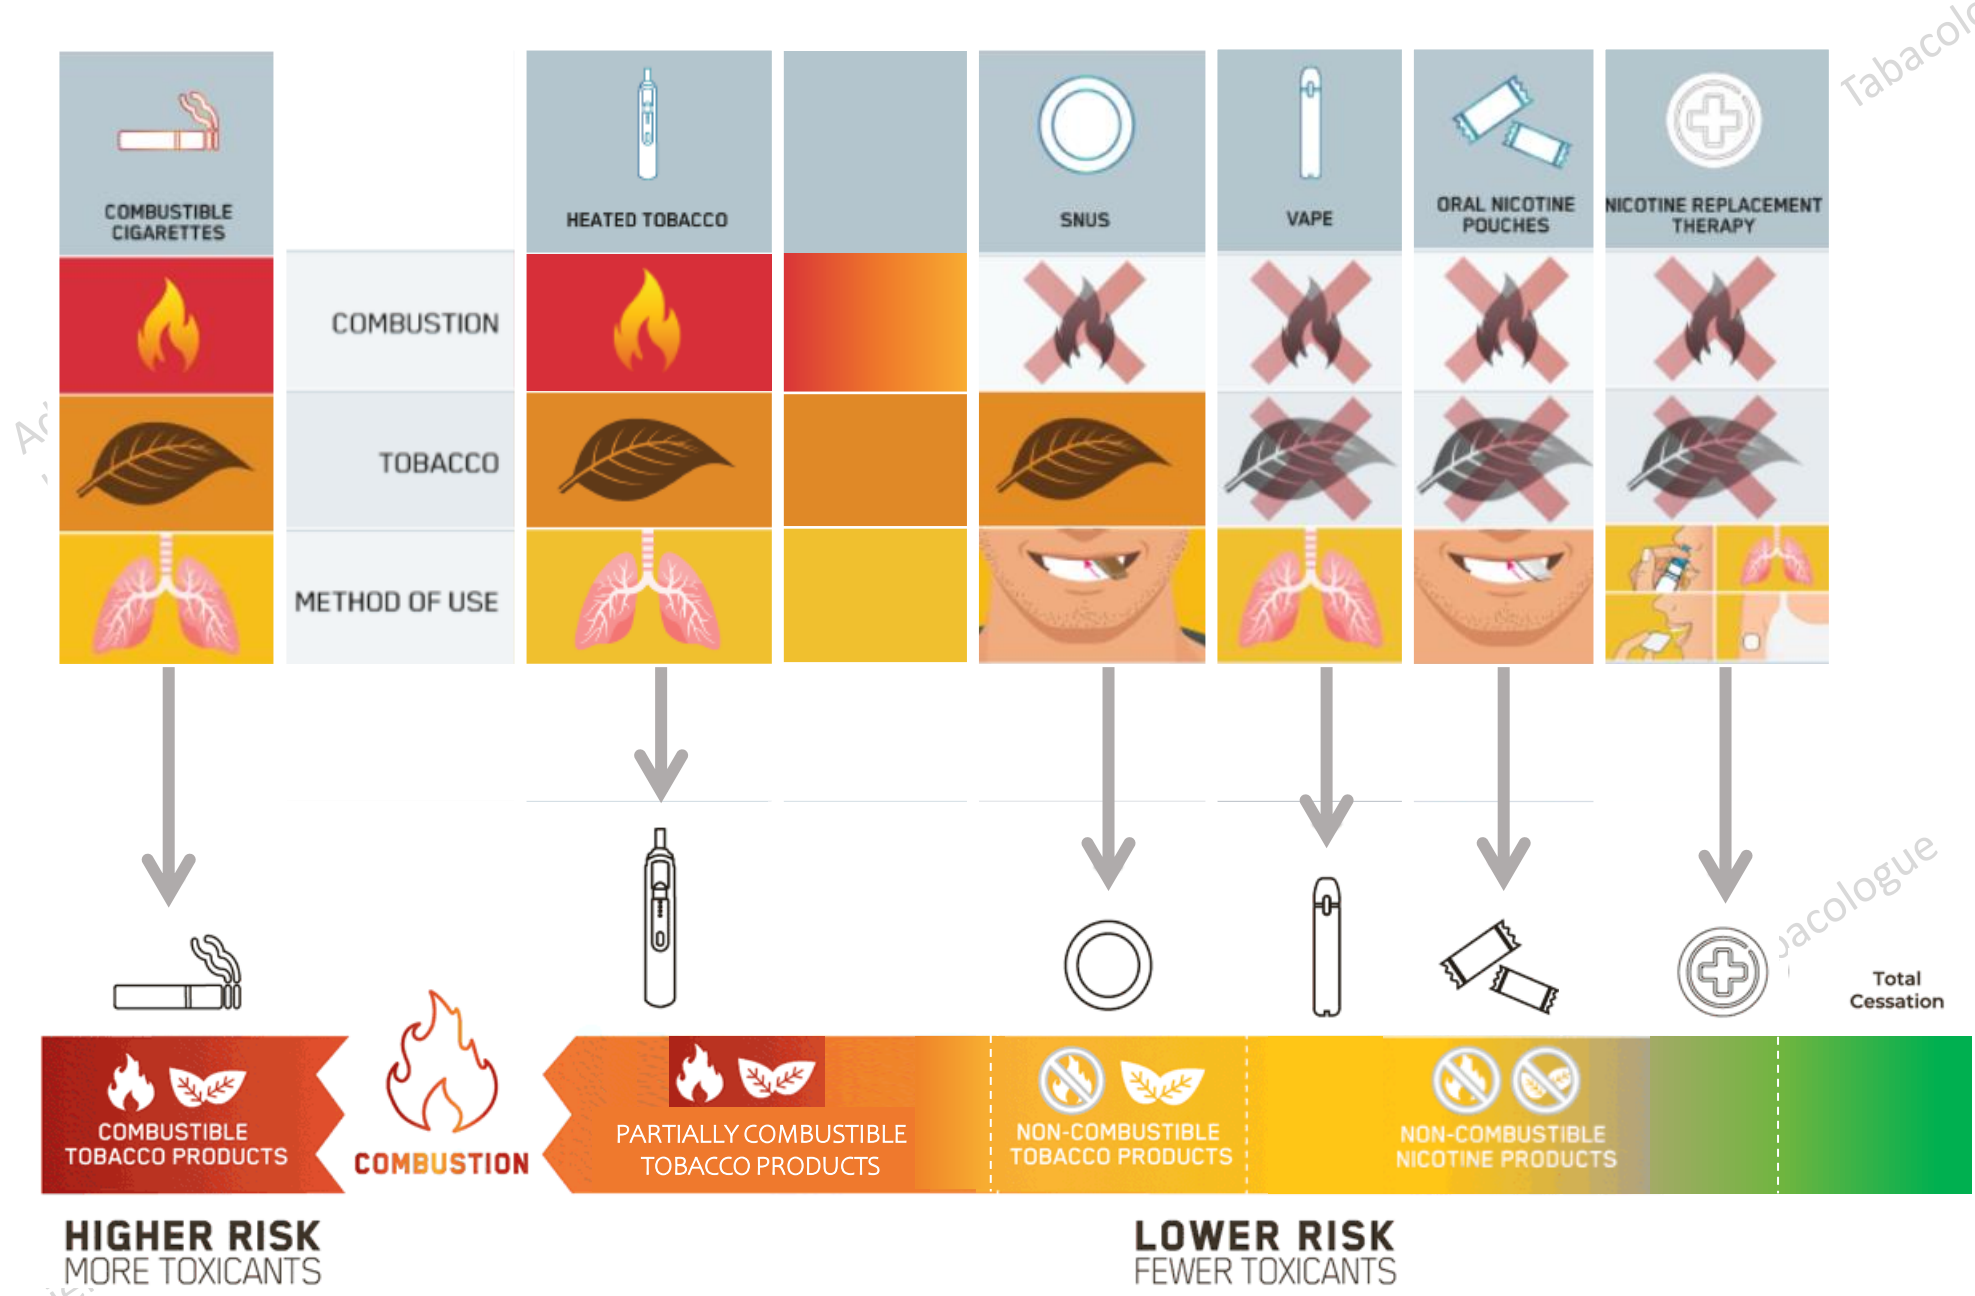 Tabacolo
COMBUSTIBLE
CIGARETTES
HEATED TOBACCO
SNUS
VAPE
ORAL NICOTINE
POUCHES
NICOTINE REPLACEMENT
THERAPY
COMBUSTION
TOBACCO
METHOD OF USE
acologue
Total
Cessation
COMBUSTIBLE
TOBACCO PRODUCTS
COMBUSTION
PARTIALLY COMBUSTIBLE
TOBACCO PRODUCTS
NON-COMBUSTIBLE
TOBACCO PRODUCTS
NON-COMBUSTIBLE
NICOTINE PRODUCTS
HIGHER RISK
MORE TOXICANTS
LOWER RISK
FEWER TOXICANTS